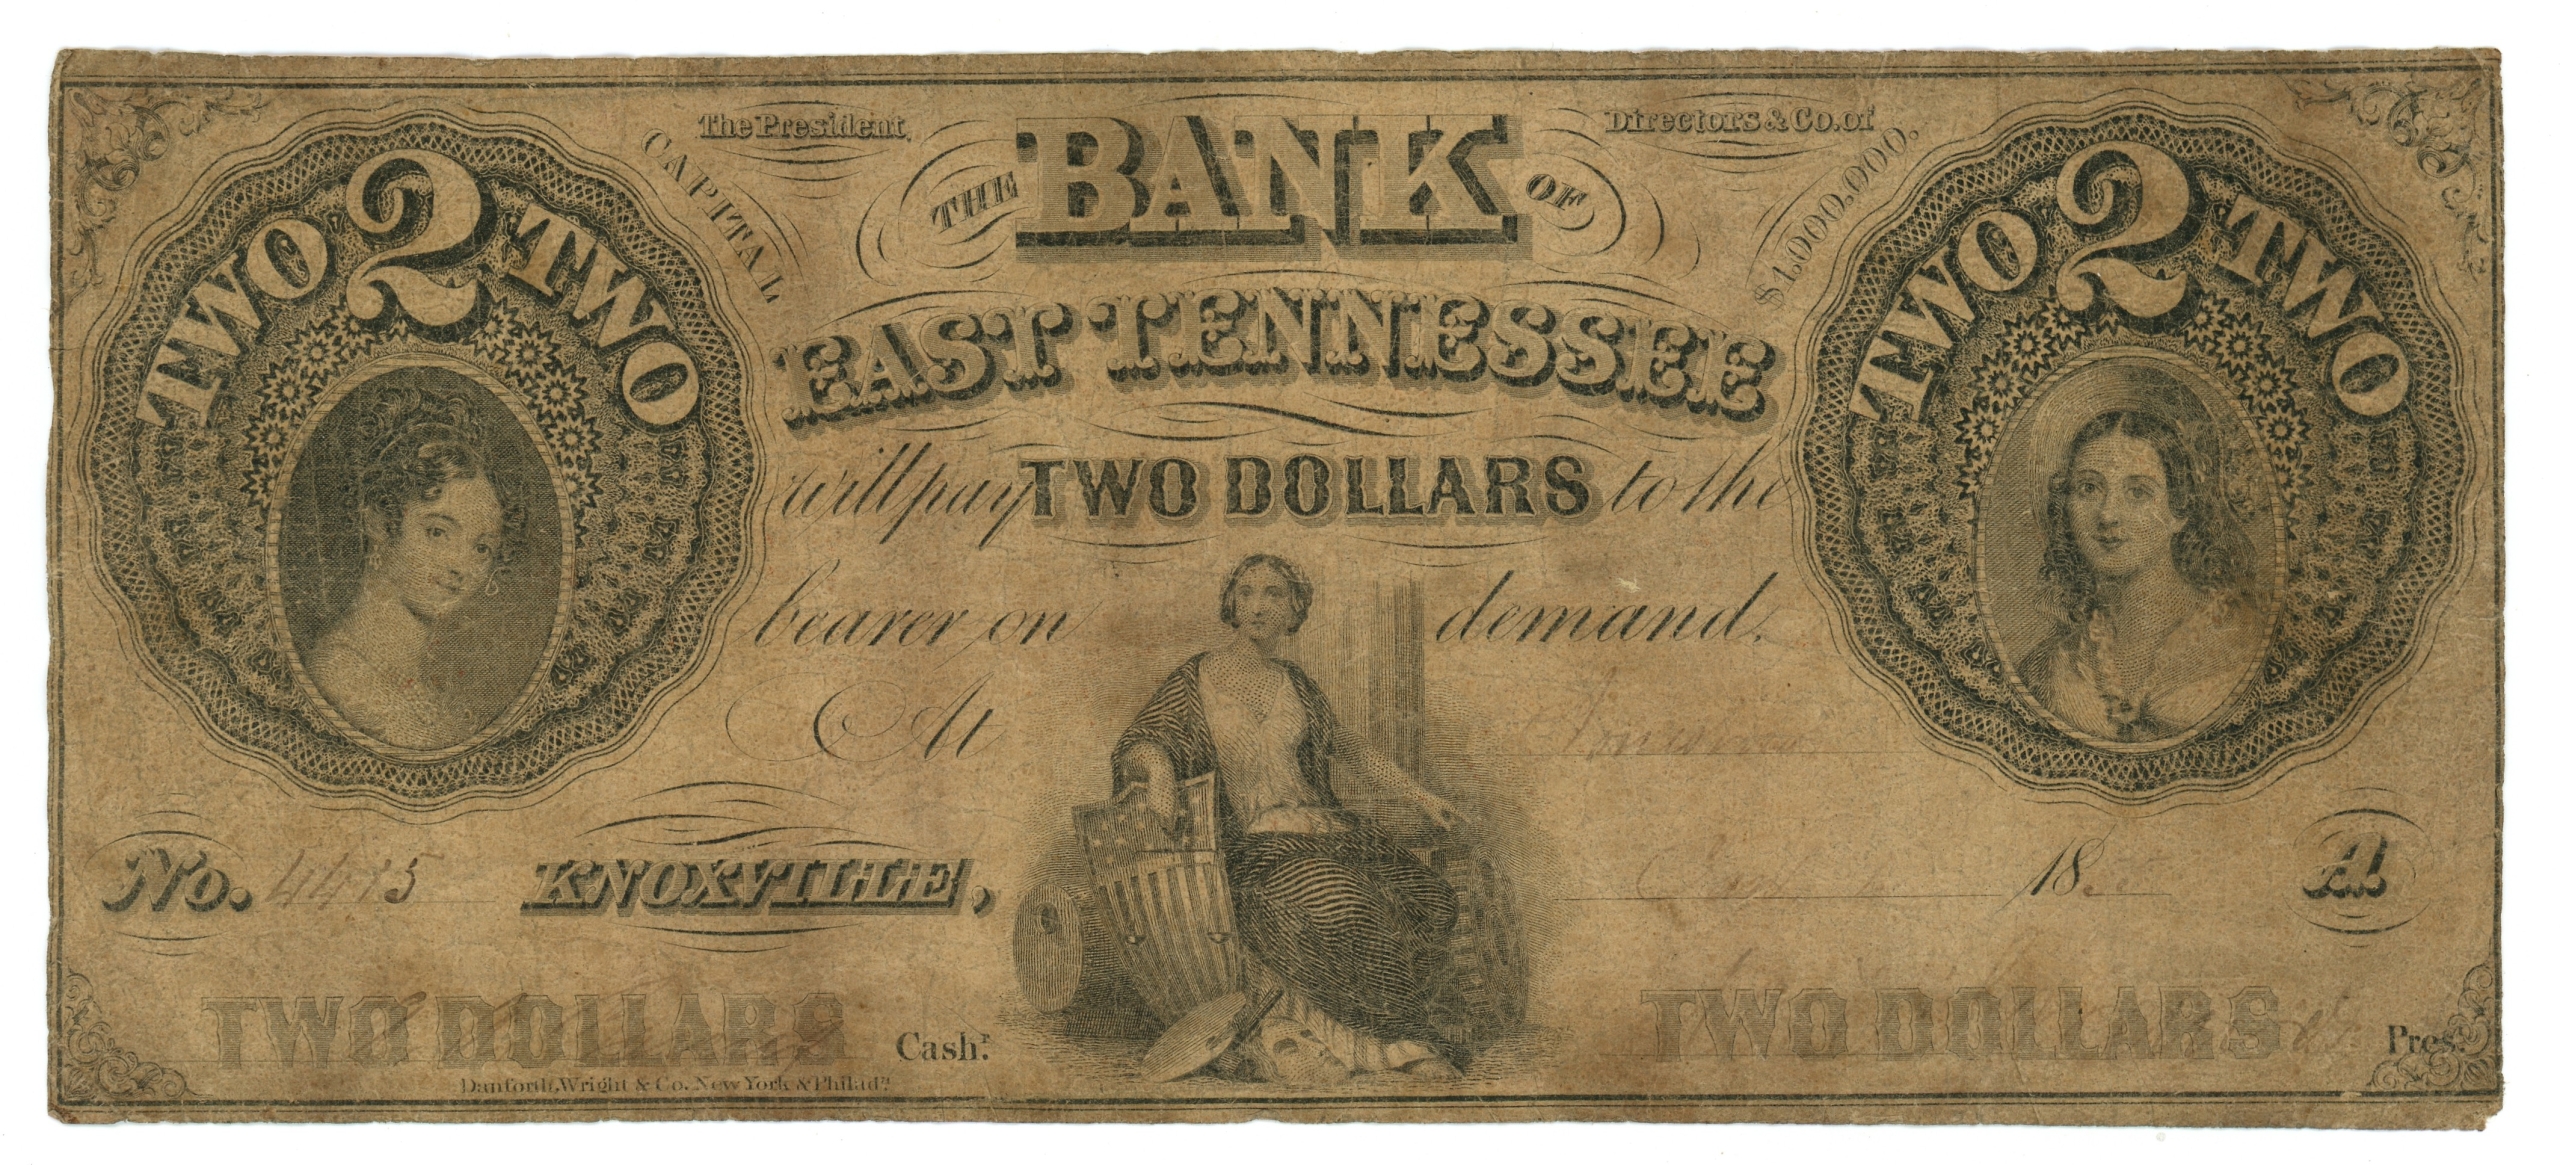 The President, Directors & Co. of
CAPITAL $1,000,000.
THE BANK OF
EAST TENNESSEE
TWO 2 TWO
TWO 2 TWO
will pay TWO DOLLARS to the
bearer on demand.
At
No. KNOXVILLE, 18 A
TWO DOLLARS Cash.r
TWO DOLLARS Pres.t
Danforth, Wright & Co. New York & Philad.a